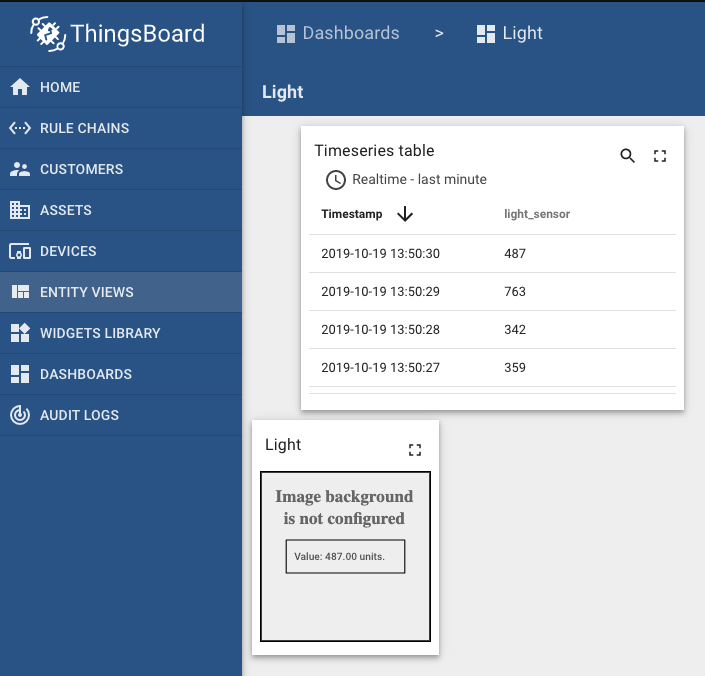 ThingsBoard
HOME
RULE CHAINS
CUSTOMERS
ASSETS
DEVICES
ENTITY VIEWS
WIDGETS LIBRARY
DASHBOARDS
AUDIT LOGS
Dashboards > Light
Light
Timeseries table
Realtime - last minute
Timestamp light_sensor
2019-10-19 13:50:30 487
2019-10-19 13:50:29 763
2019-10-19 13:50:28 342
2019-10-19 13:50:27 359
Light
Image background
is not configured
Value: 487.00 units.